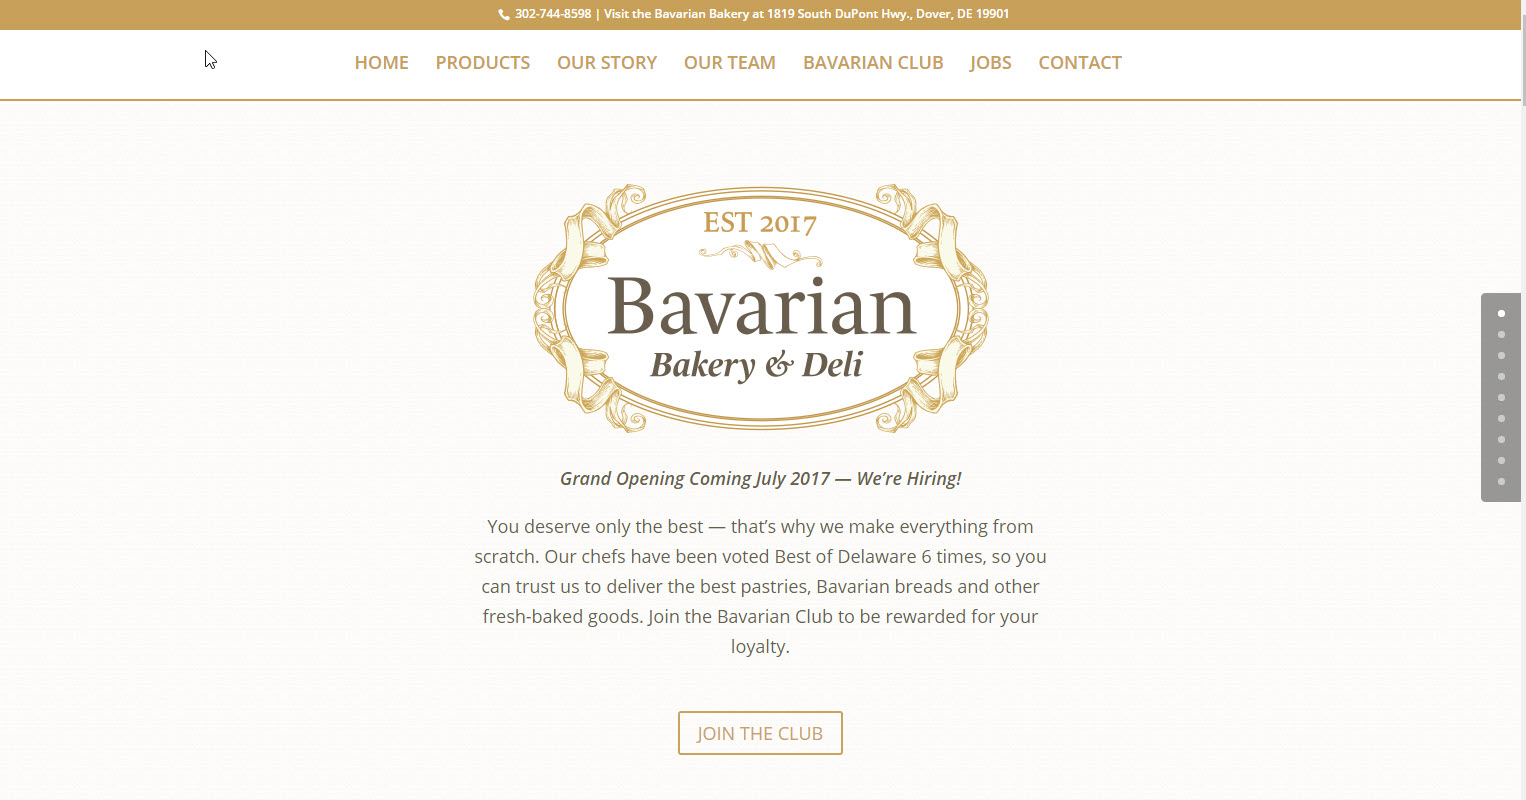 302-744-8598 | Visit the Bavarian Bakery at 1819 South DuPont Hwy., Dover, DE 19901
HOME PRODUCTS OUR STORY OUR TEAM BAVARIAN CLUB JOBS CONTACT
EST 2017
Bavarian
Bakery & Deli
Grand Opening Coming July 2017 — We’re Hiring!
You deserve only the best — that’s why we make everything from
scratch. Our chefs have been voted Best of Delaware 6 times, so you
can trust us to deliver the best pastries, Bavarian breads and other
fresh-baked goods. Join the Bavarian Club to be rewarded for your
loyalty.
JOIN THE CLUB